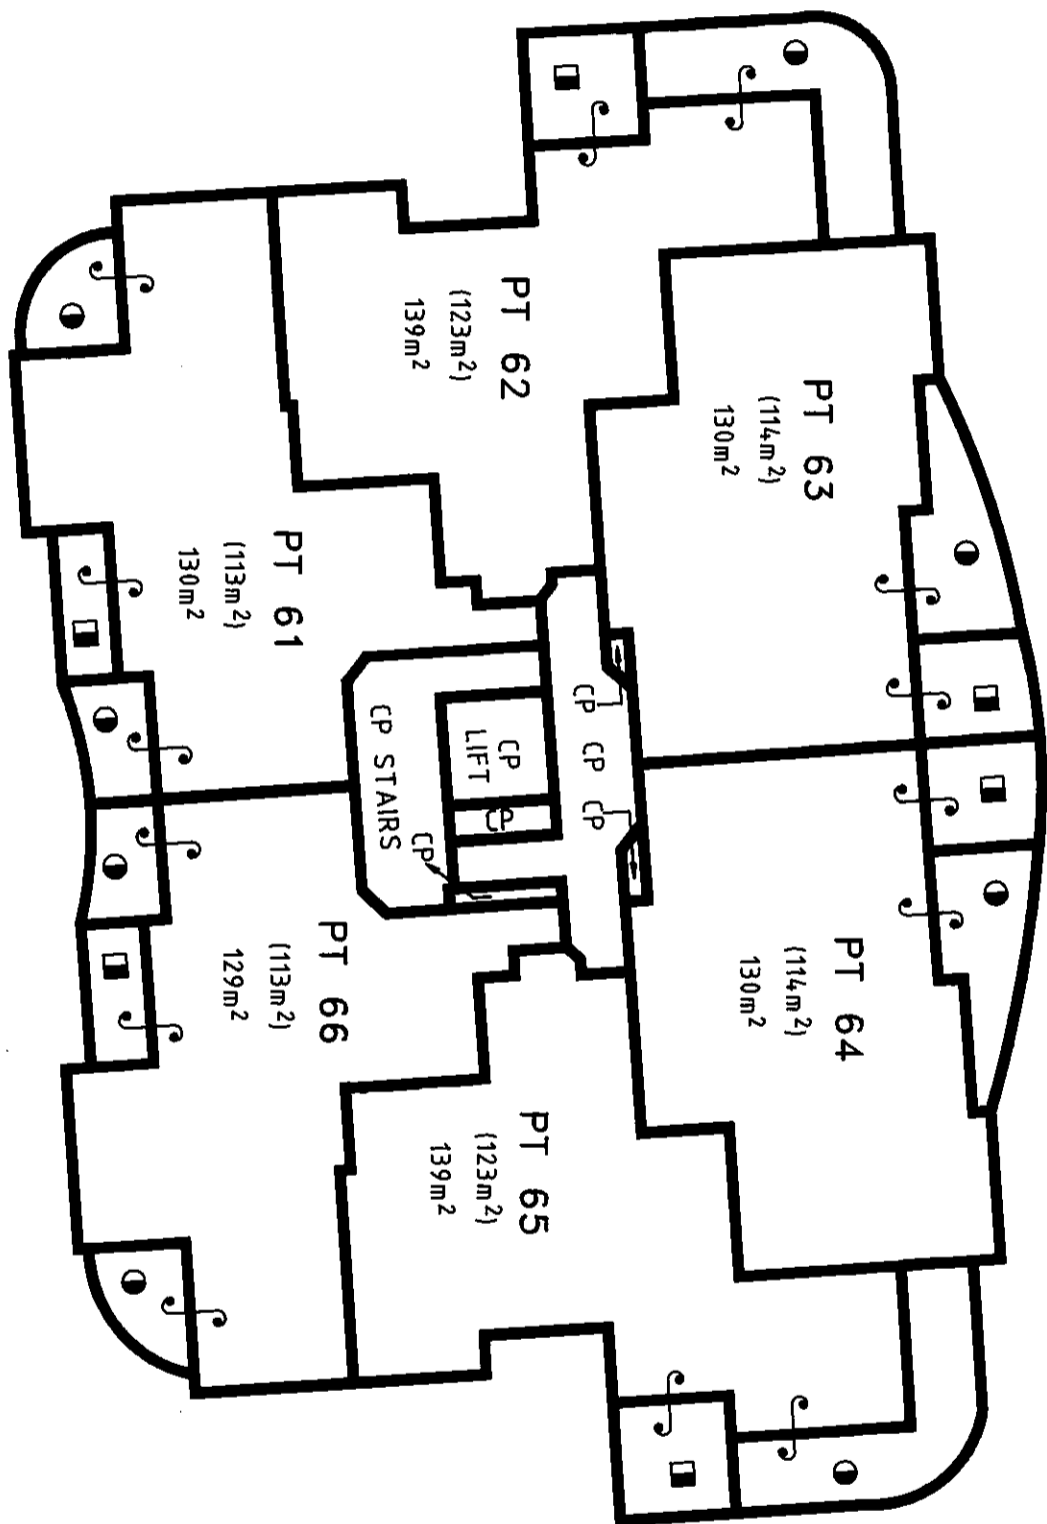 PT 62
(123m²)
139m²
PT 63
(114m²)
130m²
PT 61
(113m²)
130m²
CP
CP
CP
CP
LIFT
CP
CP STAIRS
CP
PT 66
(113m²)
129m²
PT 64
(114m²)
130m²
PT 65
(123m²)
139m²